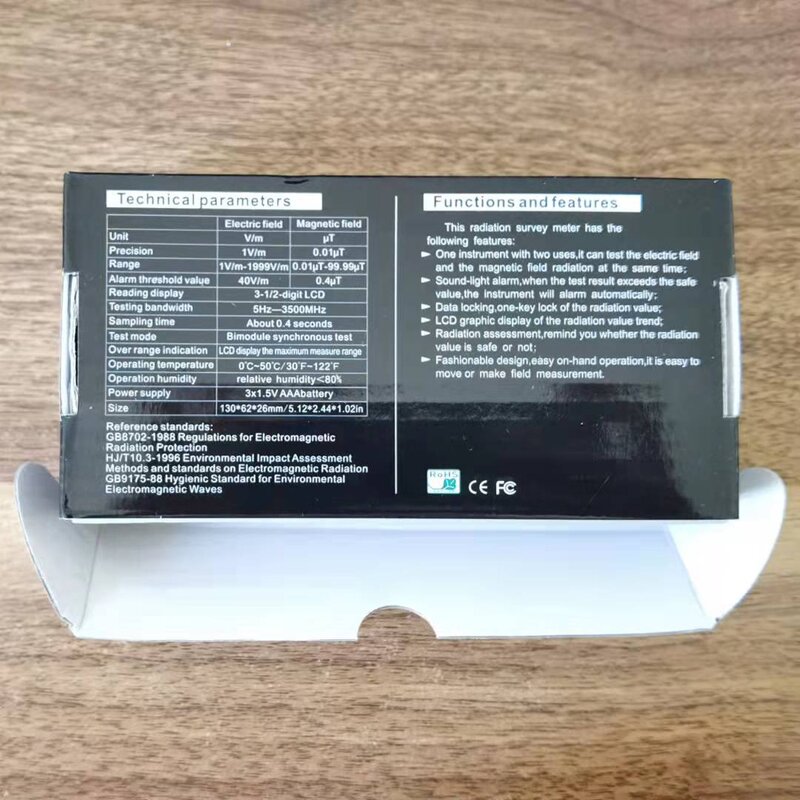 Technical parameters
Electric field Magnetic field
Unit V/m μT
Precision 1V/m 0.01μT
Range 1V/m-1999V/m 0.01μT-99.99μT
Alarm threshold value 40V/m 0.4μT
Reading display 3-1/2-digit LCD
Testing bandwidth 5Hz—3500MHz
Sampling time About 0.4 seconds
Test mode Bimodule synchronous test
Over range indication LCD display the maximum measure range
Operating temperature 0℃~50℃/30℉~122℉
Operation humidity relative humidity<80%
Power supply 3x1.5V AAAbattery
Size 130*62*26mm/5.12*2.44*1.02in
Reference standards:
GB8702-1988 Regulations for Electromagnetic
Radiation Protection
HJ/T10.3-1996 Environmental Impact Assessment
Methods and standards on Electromagnetic Radiation
GB9175-88 Hygienic Standard for Environmental
Electromagnetic Waves
Functions and features
This radiation survey meter has the
following features:
One instrument with two uses,it can test the electric field
and the magnetic field radiation at the same time;
Sound-light alarm,when the test result exceeds the safe
value,the instrument will alarm automatically;
Data locking,one-key lock of the radiation value;
LCD graphic display of the radiation value trend;
Radiation assessment,remind you whether the radiation
value is safe or not;
Fashionable design,easy on-hand operation,it is easy to
move or make field measurement.
RoHS CE FC